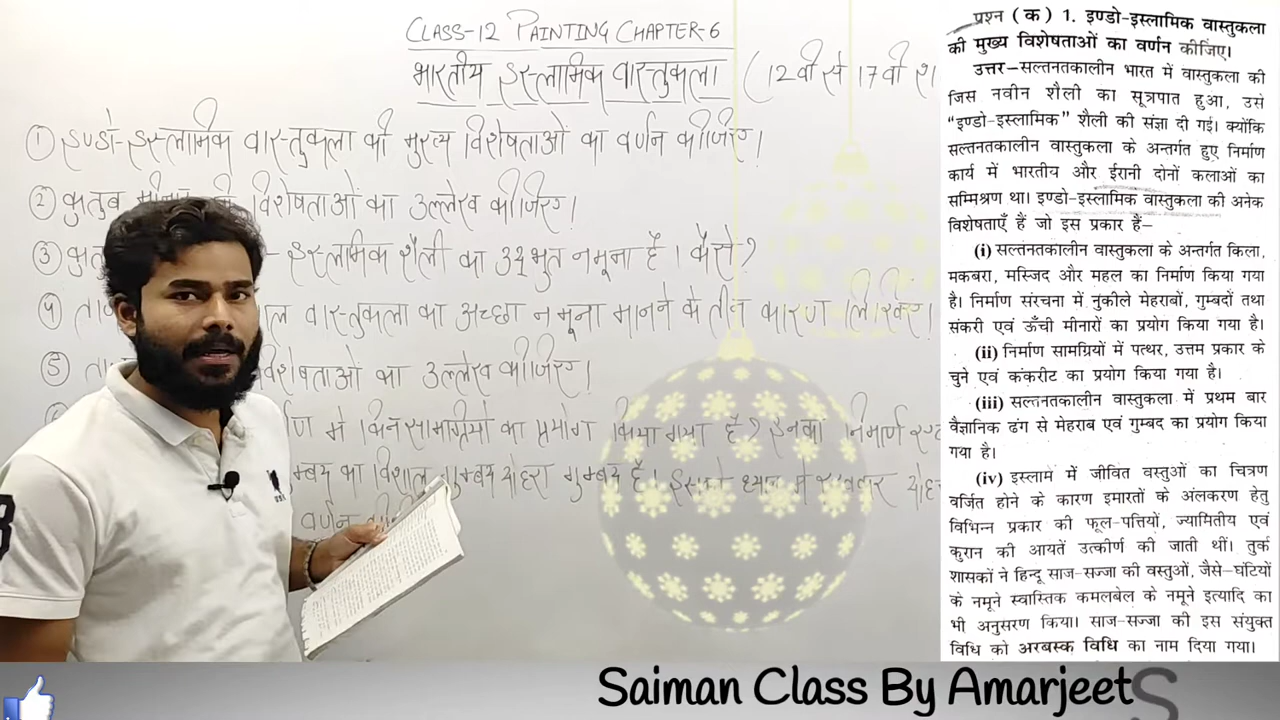 CLASS-12 PAINTING CHAPTER-6
भारतीय इस्लामिक वास्तुकला (12वी से 17वी श
① इण्डो-इस्लामिक वास्तुकला की मुख्य विशेषताओं का वर्णन कीजिए।
② कुतुब की विशेषताओं का उल्लेख कीजिए।
③ - इस्लामिक शैली का अद्भुत नमूना है। कैसे?
④ वास्तुकला का अच्छा नमूना मानने के तीन कारण लिखिए।
⑤ विशेषताओं का उल्लेख कीजिए।
में किन सामग्रियो का प्रयोग किया गया है? इनका निमार्ण
का विशाल गुम्बद दोहरा गुम्बद है। इसको ध्यान में रखकर
वर्णन
प्रश्न (क) 1. इण्डो-इस्लामिक वास्तुकला
की मुख्य विशेषताओं का वर्णन कीजिए।
उत्तर–सल्तनतकालीन भारत में वास्तुकला की
जिस नवीन शैली का सूत्रपात हुआ, उसे
“इण्डो-इस्लामिक” शैली की संज्ञा दी गई। क्योंकि
सल्तनतकालीन वास्तुकला के अन्तर्गत हुए निर्माण
कार्य में भारतीय और ईरानी दोनों कलाओं का
सम्मिश्रण था। इण्डो-इस्लामिक वास्तुकला की अनेक
विशेषताएँ हैं जो इस प्रकार हैं–
(i) सल्तनतकालीन वास्तुकला के अन्तर्गत किला,
मकबरा, मस्जिद और महल का निर्माण किया गया
है। निर्माण संरचना में नुकीले मेहराबों, गुम्बदों तथा
संकरी एवं ऊँची मीनारों का प्रयोग किया गया है।
(ii) निर्माण सामग्रियों में पत्थर, उत्तम प्रकार के
चुने एवं कंकरीट का प्रयोग किया गया है।
(iii) सल्तनतकालीन वास्तुकला में प्रथम बार
वैज्ञानिक ढंग से मेहराब एवं गुम्बद का प्रयोग किया
गया है।
(iv) इस्लाम में जीवित वस्तुओं का चित्रण
वर्जित होने के कारण इमारतों के अंलकरण हेतु
विभिन्न प्रकार की फूल-पत्तियों, ज्यामितीय एवं
कुरान की आयतें उत्कीर्ण की जाती थीं। तुर्क
शासकों ने हिन्दू साज-सज्जा की वस्तुओं, जैसे-घंटियों
के नमूने स्वास्तिक कमलबेल के नमूने इत्यादि का
भी अनुसरण किया। साज-सज्जा की इस संयुक्त
विधि को अरबस्क विधि का नाम दिया गया।
Saiman Class By Amarjeet